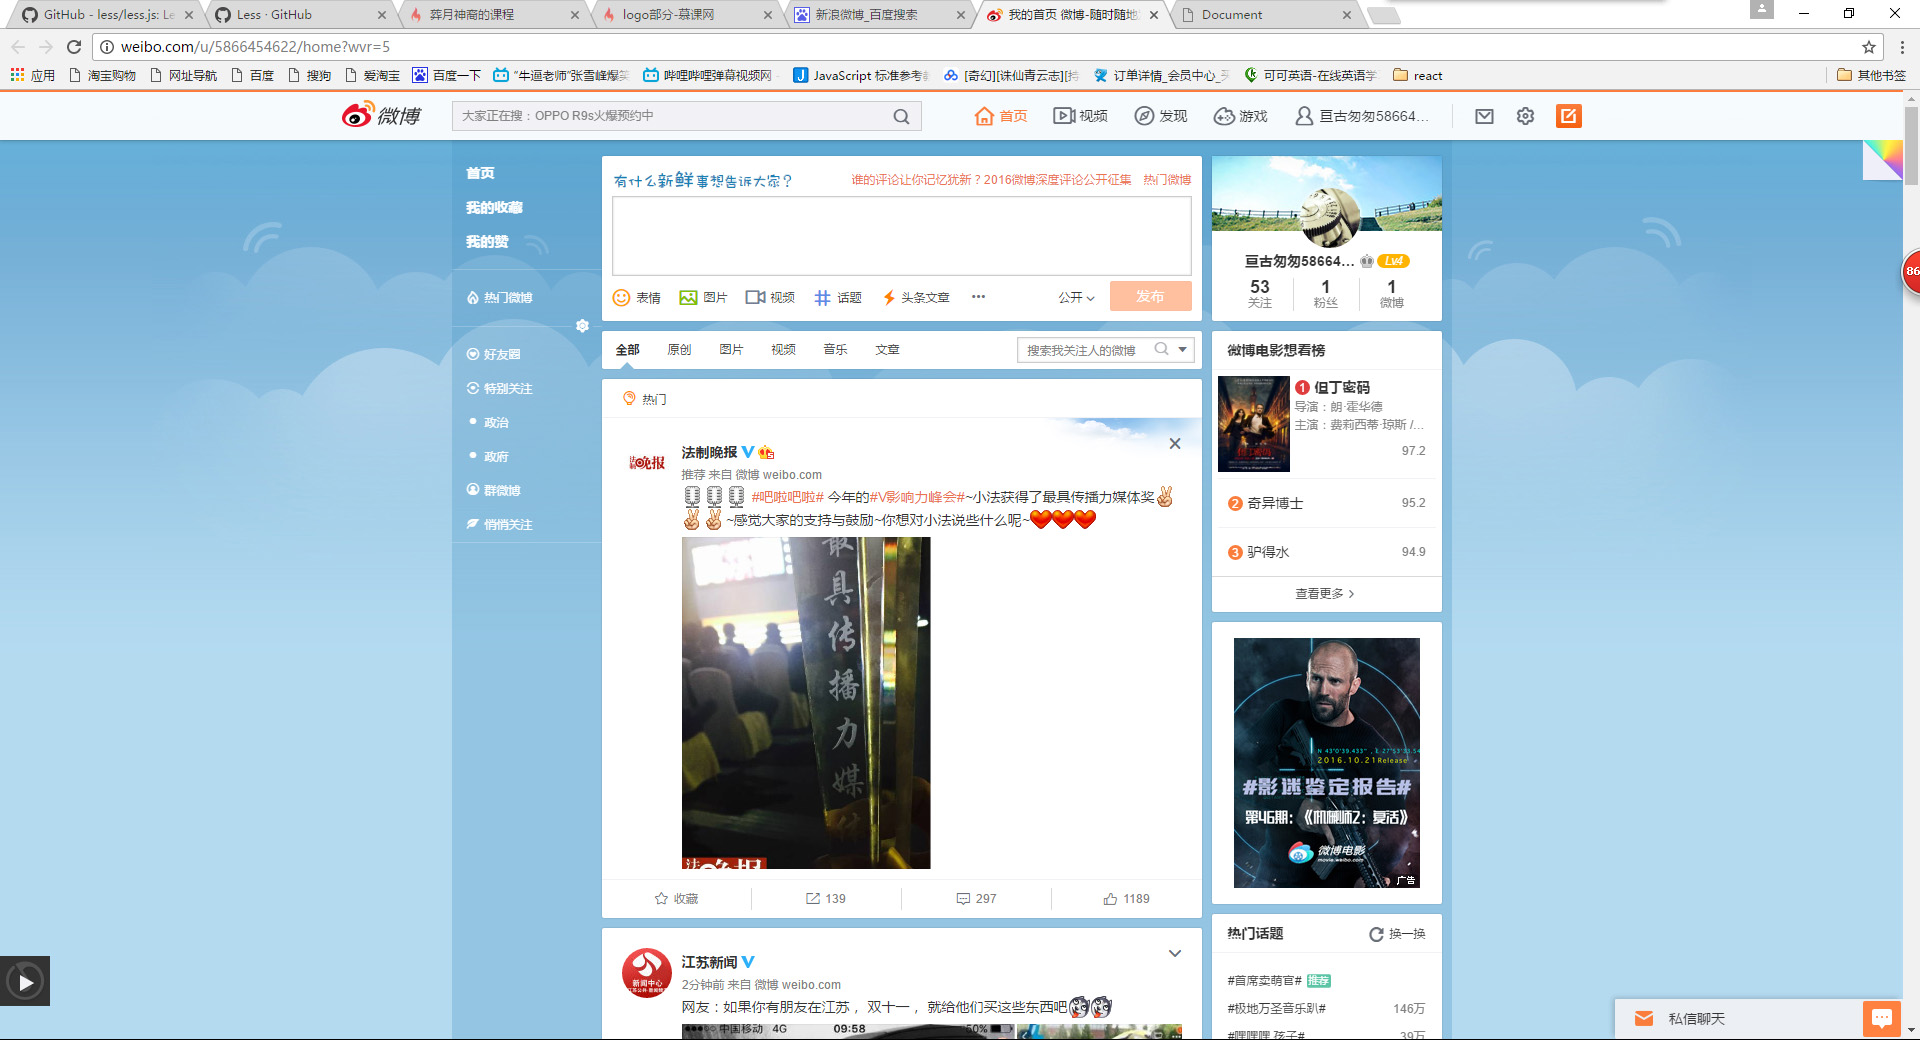 GitHub - less/less.js: Le
Less · GitHub
葬月神裔的课程
logo部分-慕课网
新浪微博_百度搜索
我的首页 微博-随时随地
Document
weibo.com/u/5866454622/home?wvr=5
应用
淘宝购物
网址导航
百度
搜狗
爱淘宝
百度一下
"牛逼老师"张雪峰爆笑
哔哩哔哩弹幕视频网
JavaScript 标准参考
[奇幻][诛仙青云志][持
订单详情_会员中心_
可可英语-在线英语学
react
其他书签
微博
大家正在搜：OPPO R9s火爆预约中
首页
视频
发现
游戏
亘古匆匆58664...
首页
我的收藏
我的赞
热门微博
好友圈
特别关注
政治
政府
群微博
悄悄关注
有什么新鲜事想告诉大家?
谁的评论让你记忆犹新？2016微博深度评论公开征集
热门微博
表情
图片
视频
话题
头条文章
公开
发布
全部
原创
图片
视频
音乐
文章
搜索我关注人的微博
热门
法制晚报
推荐 来自 微博 weibo.com
#吧啦吧啦# 今年的#V影响力峰会#~小法获得了最具传播力媒体奖
~感觉大家的支持与鼓励~你想对小法说些什么呢~
最具传播力媒体
法制晚报
收藏
139
297
1189
江苏新闻
新闻中心
2分钟前 来自 微博 weibo.com
网友：如果你有朋友在江苏，双十一，就给他们买这些东西吧
中国移动 4G
09:58
50%
亘古匆匆58664...
Lv4
53
关注
1
粉丝
1
微博
微博电影想看榜
1 但丁密码
导演：朗·霍华德
主演：费莉西蒂·琼斯 /...
97.2
2 奇异博士
95.2
3 驴得水
94.9
查看更多
2016.10.21Release
#影迷鉴定报告#
第46期：《机械师2：复活》
微博电影
movie.weibo.com
广告
热门话题
换一换
#首席卖萌官#
推荐
#极地万圣音乐趴#
146万
#嘿嘿嘿 孩子#
39万
86
私信聊天